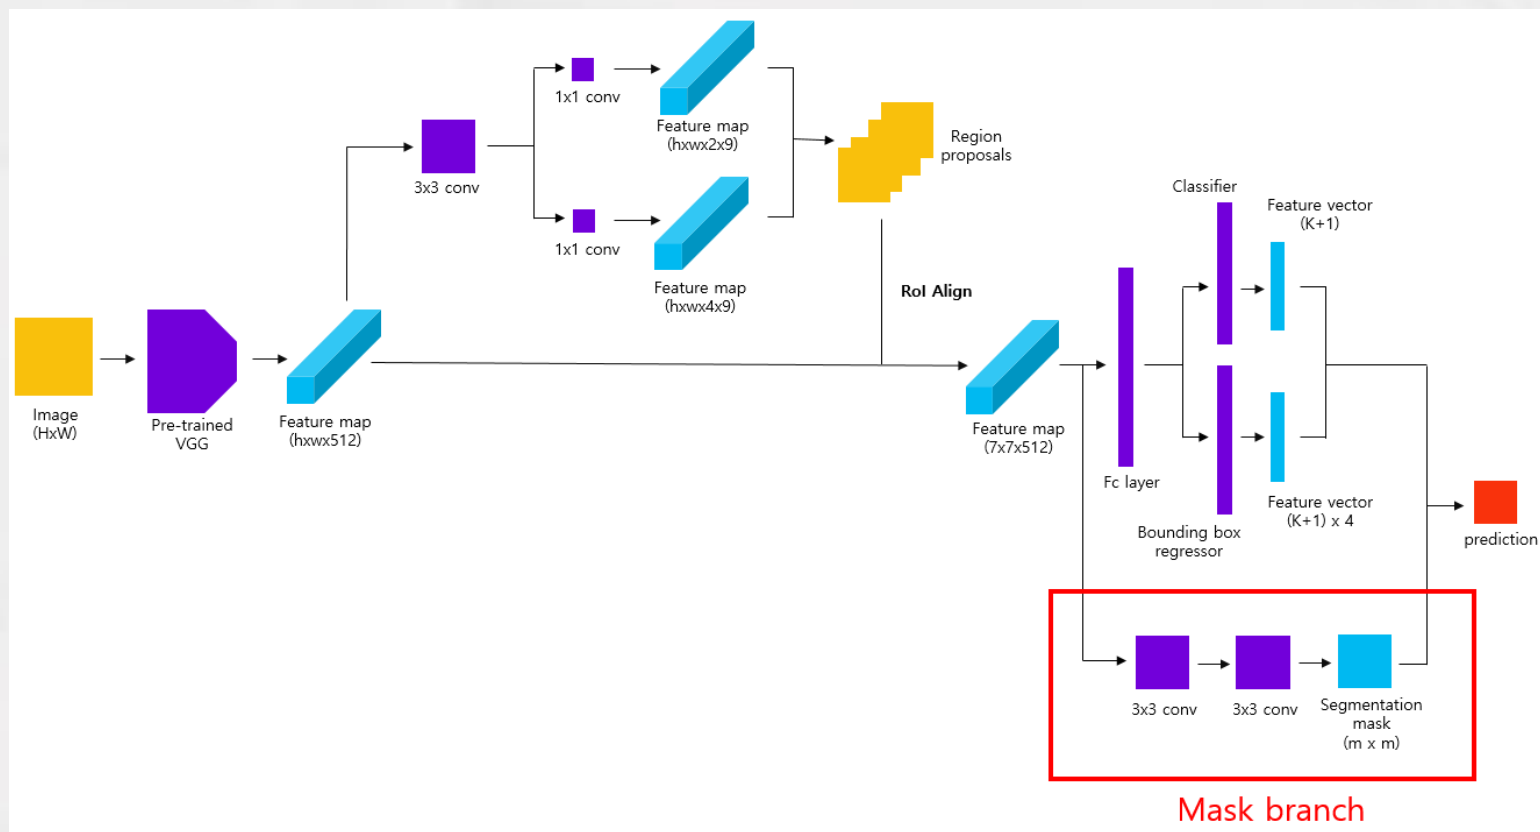 1x1 conv
Feature map
(hxwx2x9)
3x3 conv
Region
proposals
1x1 conv
Feature map
(hxwx4x9)
RoI Align
Classifier
Feature vector
(K+1)
Image
(HxW)
Pre-trained
VGG
Feature map
(hxwx512)
Feature map
(7x7x512)
Fc layer
Bounding box
regressor
Feature vector
(K+1) x 4
prediction
3x3 conv
3x3 conv
Segmentation
mask
(m x m)
Mask branch